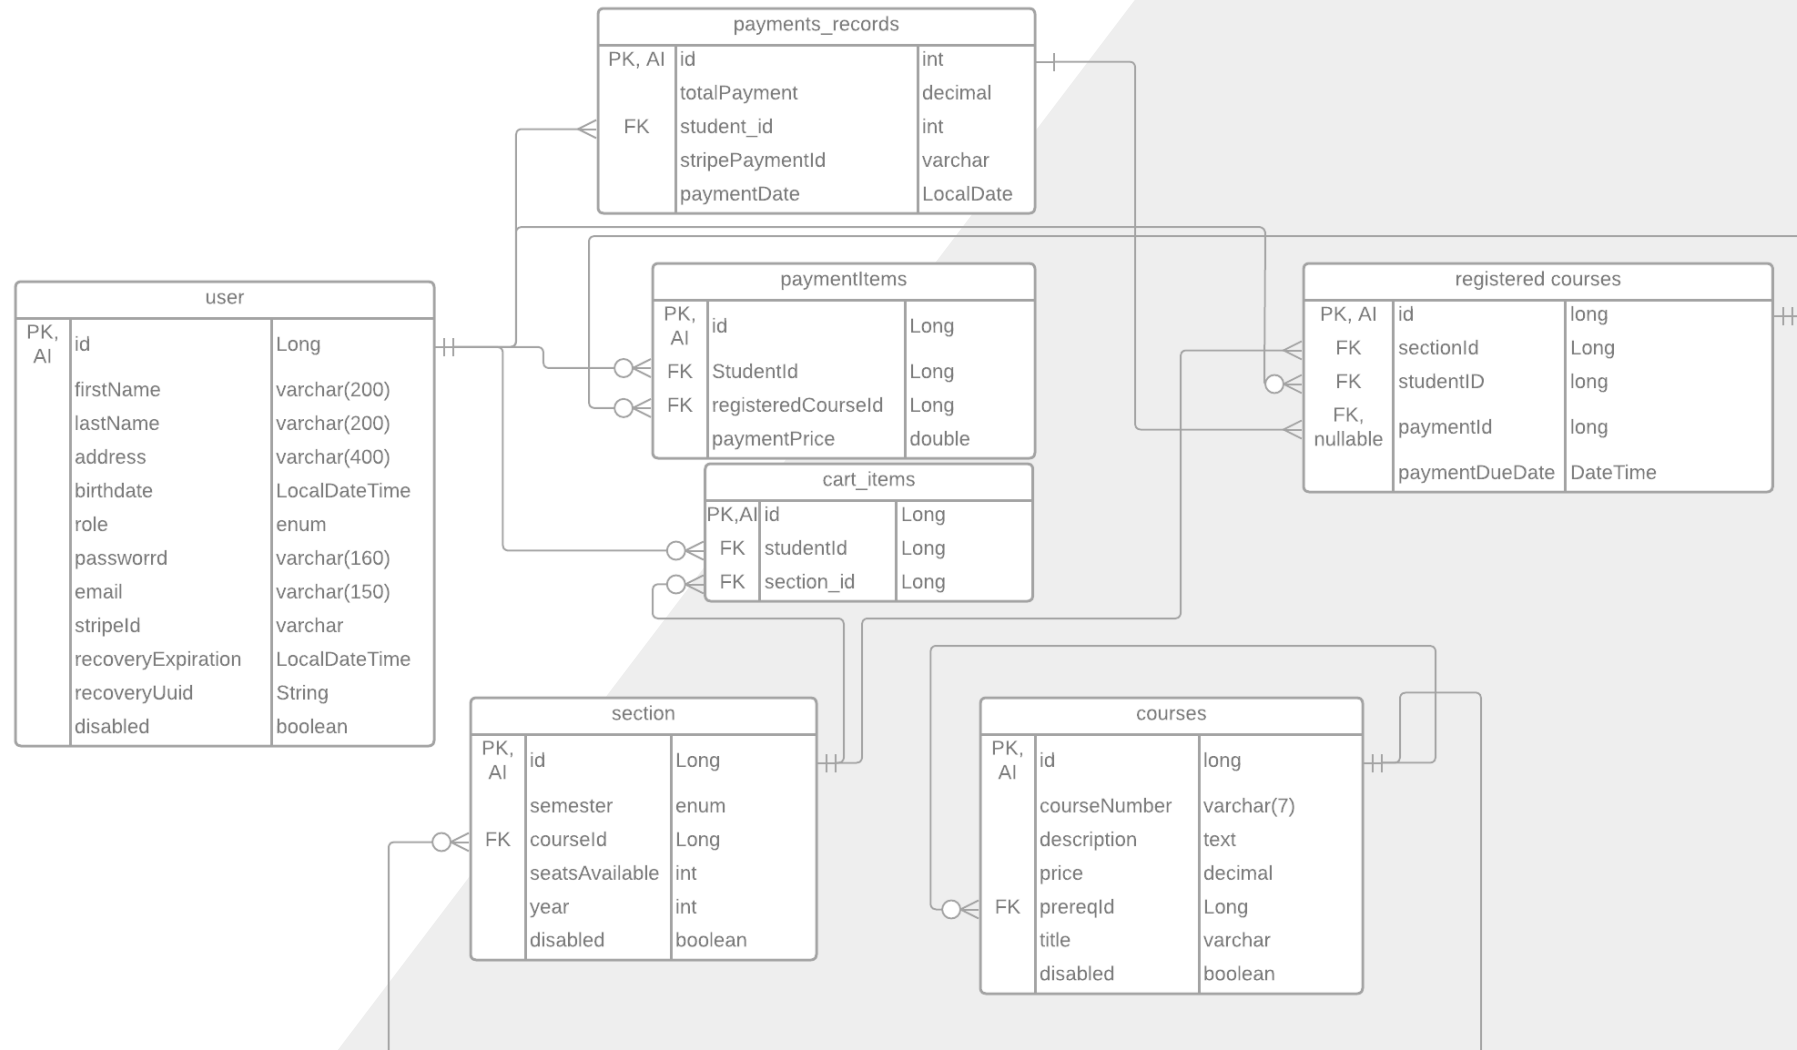 payments_records
PK, AI id int
totalPayment decimal
FK student_id int
stripePaymentId varchar
paymentDate LocalDate
user
PK,
AI
id Long
firstName varchar(200)
lastName varchar(200)
address varchar(400)
birthdate LocalDateTime
role enum
passworrd varchar(160)
email varchar(150)
stripeId varchar
recoveryExpiration LocalDateTime
recoveryUuid String
disabled boolean
paymentItems
PK,
AI
id Long
FK StudentId Long
FK registeredCourseId Long
paymentPrice double
registered courses
PK, AI id long
FK sectionId Long
FK studentID long
FK,
nullable
paymentId long
paymentDueDate DateTime
cart_items
PK,AI id Long
FK studentId Long
FK section_id Long
section
PK,
AI
id Long
semester enum
FK courseId Long
seatsAvailable int
year int
disabled boolean
courses
PK,
AI
id long
courseNumber varchar(7)
description text
price decimal
FK prereqId Long
title varchar
disabled boolean